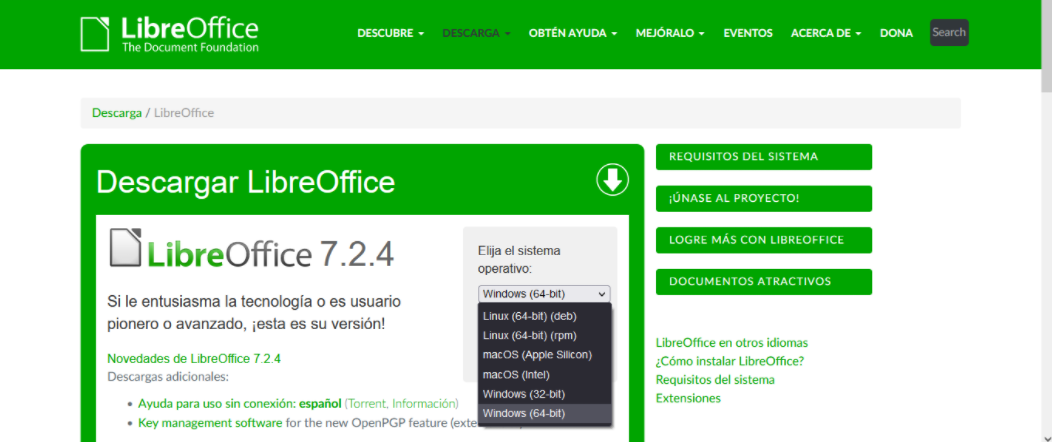 LibreOffice
The Document Foundation
DESCUBRE DESCARGA OBTÉN AYUDA MEJÓRALO EVENTOS ACERCA DE DONA Search
Descarga / LibreOffice
Descargar LibreOffice
LibreOffice 7.2.4
Si le entusiasma la tecnología o es usuario
pionero o avanzado, ¡esta es su versión!
Novedades de LibreOffice 7.2.4
Descargas adicionales:
• Ayuda para uso sin conexión: español (Torrent, Información)
• Key management software for the new OpenPGP feature
Elija el sistema
operativo:
Windows (64-bit)
Linux (64-bit) (deb)
Linux (64-bit) (rpm)
macOS (Apple Silicon)
macOS (Intel)
Windows (32-bit)
Windows (64-bit)
REQUISITOS DEL SISTEMA
¡ÚNASE AL PROYECTO!
LOGRE MÁS CON LIBREOFFICE
DOCUMENTOS ATRACTIVOS
LibreOffice en otros idiomas
¿Cómo instalar LibreOffice?
Requisitos del sistema
Extensiones